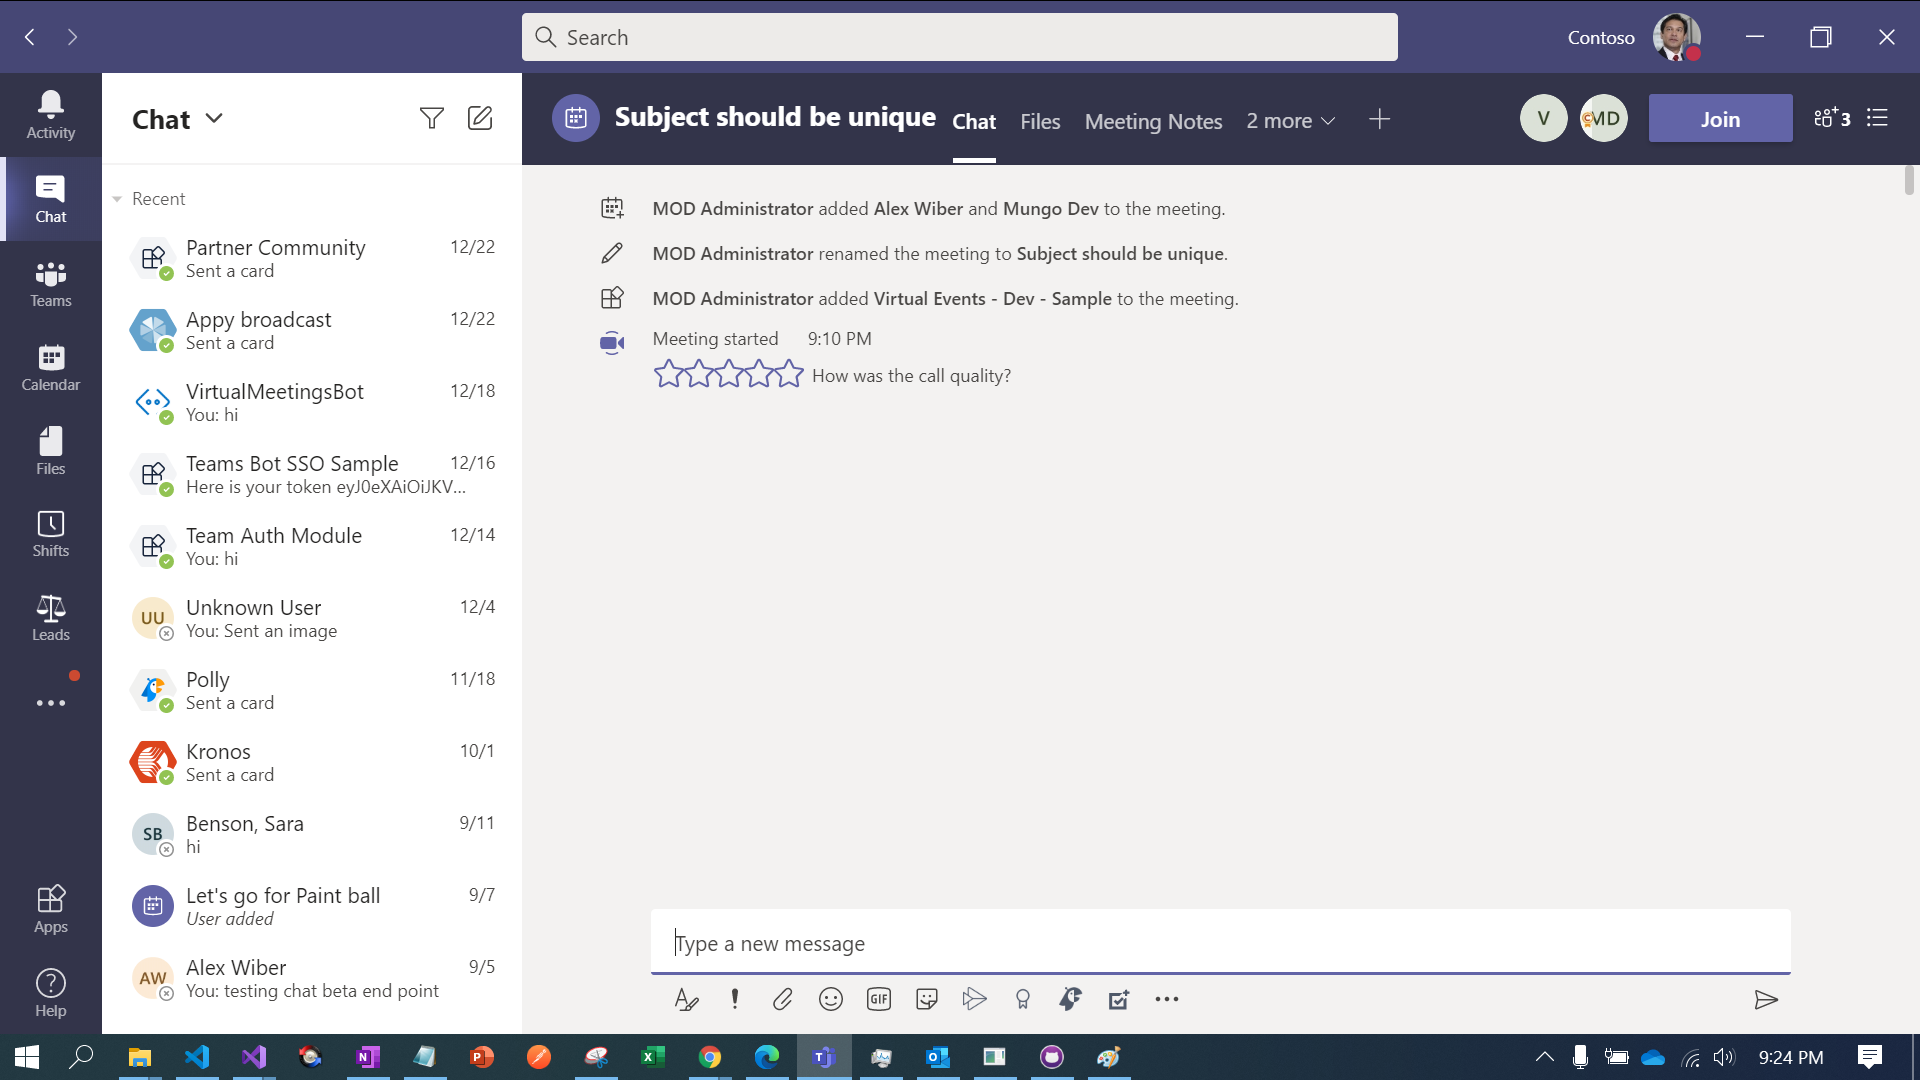 Search
Contoso
Activity
Chat
Teams
Calendar
Files
Shifts
Leads
Apps
Help
Chat
Recent
Partner Community 12/22
Sent a card
Appy broadcast 12/22
Sent a card
VirtualMeetingsBot 12/18
You: hi
Teams Bot SSO Sample 12/16
Here is your token eyJ0eXAiOiJKV...
Team Auth Module 12/14
You: hi
UU
Unknown User 12/4
You: Sent an image
Polly 11/18
Sent a card
Kronos 10/1
Sent a card
SB
Benson, Sara 9/11
hi
Let's go for Paint ball 9/7
User added
AW
Alex Wiber 9/5
You: testing chat beta end point
Subject should be unique Chat Files Meeting Notes 2 more
V MD Join 3
MOD Administrator added Alex Wiber and Mungo Dev to the meeting.
MOD Administrator renamed the meeting to Subject should be unique.
MOD Administrator added Virtual Events - Dev - Sample to the meeting.
Meeting started 9:10 PM
How was the call quality?
Type a new message
GIF
9:24 PM